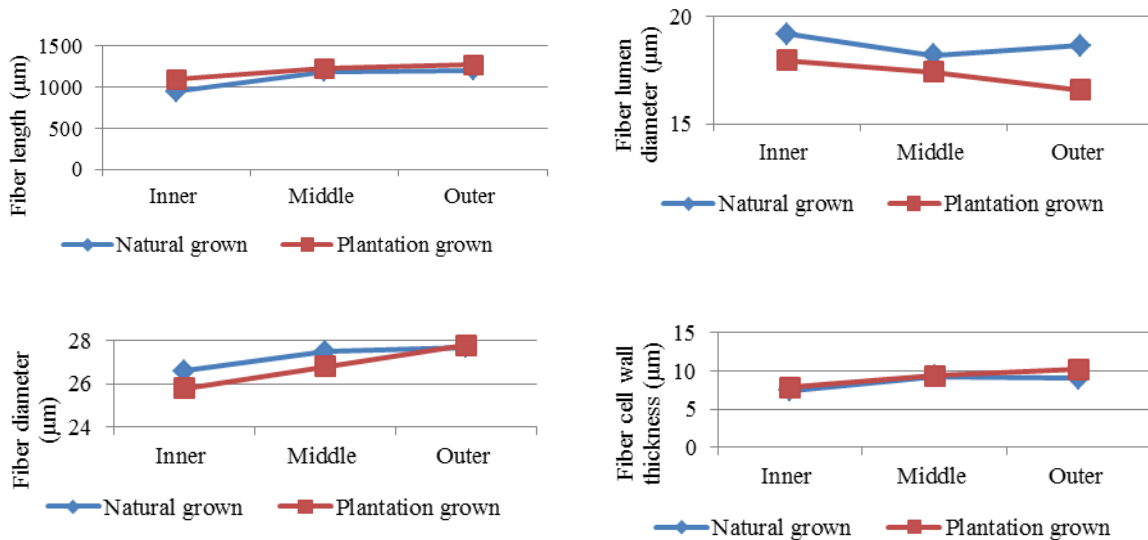 Fiber length (µm)
1500
1000
500
0
Inner Middle Outer
Natural grown Plantation grown
Fiber lumen
diameter (µm)
20
15
Inner Middle Outer
Natural grown Plantation grown
Fiber diameter
(µm)
28
26
24
Inner Middle Outer
Natural grown Plantation grown
Fiber cell wall
thickness (µm)
15
10
5
0
Inner Middle Outer
Natural grown Plantation grown